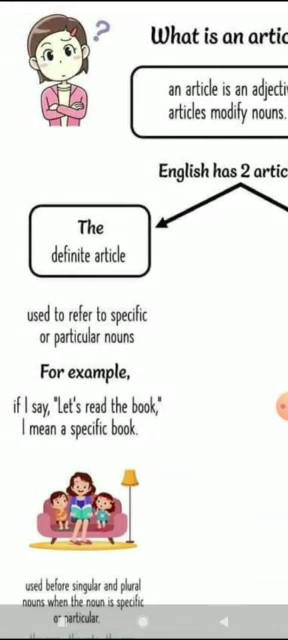 ?
What is an artic
an article is an adjecti
articles modify nouns.
English has 2 artic
The
definite article
used to refer to specific
or particular nouns
For example,
if I say, "Let's read the book,"
I mean a specific book.
used before singular and plural
nouns when the noun is specific
or particular.